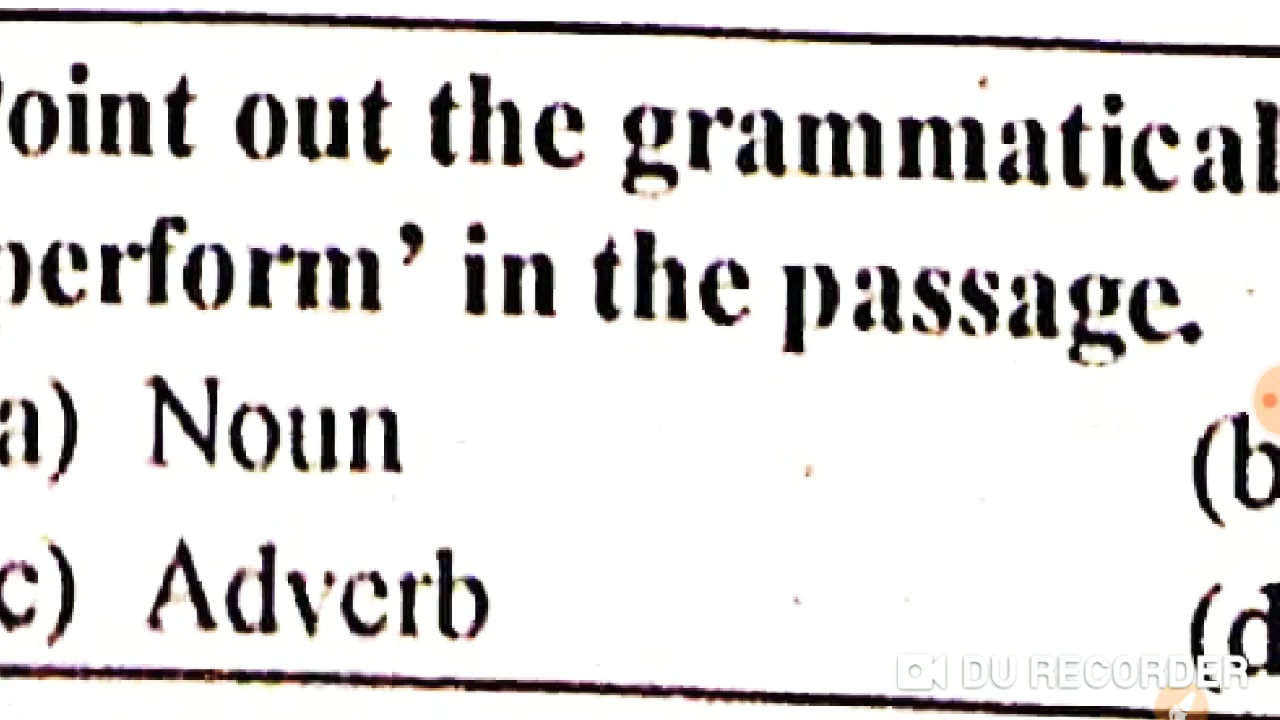 oint out the grammatical
perform’ in the passage.
a) Noun
(b
c) Adverb
(d
DU RECORDER